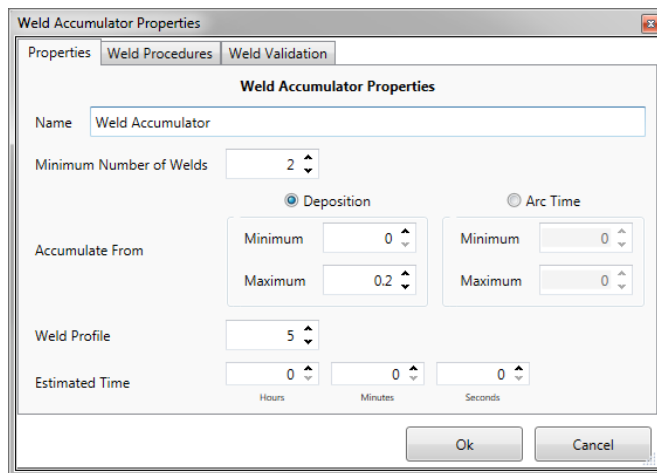 Weld Accumulator Properties
Properties Weld Procedures Weld Validation
Weld Accumulator Properties
Name Weld Accumulator
Minimum Number of Welds 2
Deposition Arc Time
Accumulate From
Minimum 0 Minimum 0
Maximum 0.2 Maximum 0
Weld Profile 5
Estimated Time 0 0 0
Hours Minutes Seconds
Ok Cancel